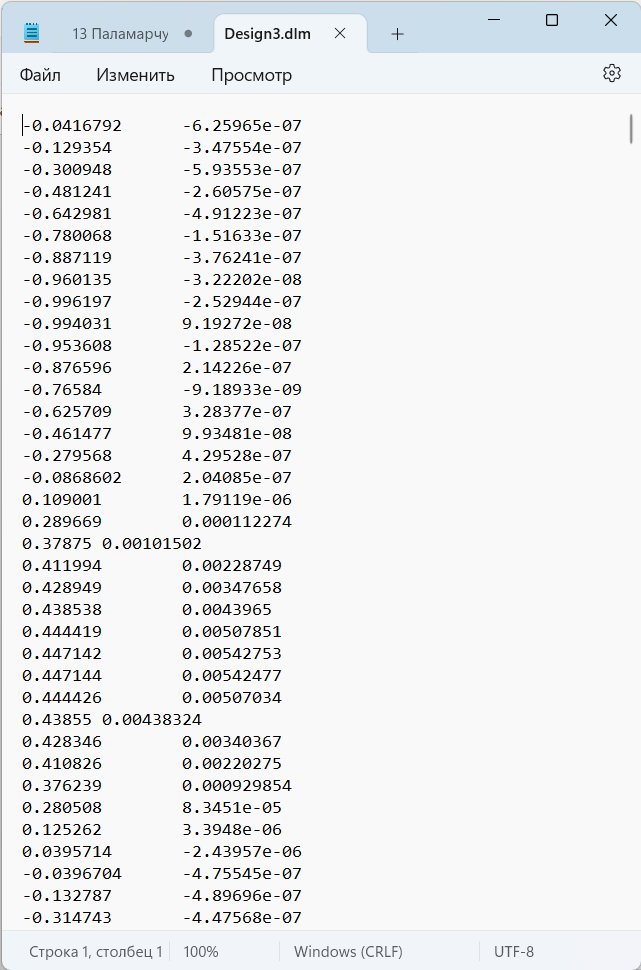 13 Паламарчу
Design3.dlm
Файл Изменить Просмотр
-0.0416792 -6.25965e-07
-0.129354 -3.47554e-07
-0.300948 -5.93553e-07
-0.481241 -2.60575e-07
-0.642981 -4.91223e-07
-0.780068 -1.51633e-07
-0.887119 -3.76241e-07
-0.960135 -3.22202e-08
-0.996197 -2.52944e-07
-0.994031 9.19272e-08
-0.953608 -1.28522e-07
-0.876596 2.14226e-07
-0.76584 -9.18933e-09
-0.625709 3.28377e-07
-0.461477 9.93481e-08
-0.279568 4.29528e-07
-0.0868602 2.04085e-07
0.109001 1.79119e-06
0.289669 0.000112274
0.37875 0.00101502
0.411994 0.00228749
0.428949 0.00347658
0.438538 0.0043965
0.444419 0.00507851
0.447142 0.00542753
0.447144 0.00542477
0.444426 0.00507034
0.43855 0.00438324
0.428346 0.00340367
0.410826 0.00220275
0.376239 0.000929854
0.280508 8.3451e-05
0.125262 3.3948e-06
0.0395714 -2.43957e-06
-0.0396704 -4.75545e-07
-0.132787 -4.89696e-07
-0.314743 -4.47568e-07
Строка 1, столбец 1 100% Windows (CRLF) UTF-8